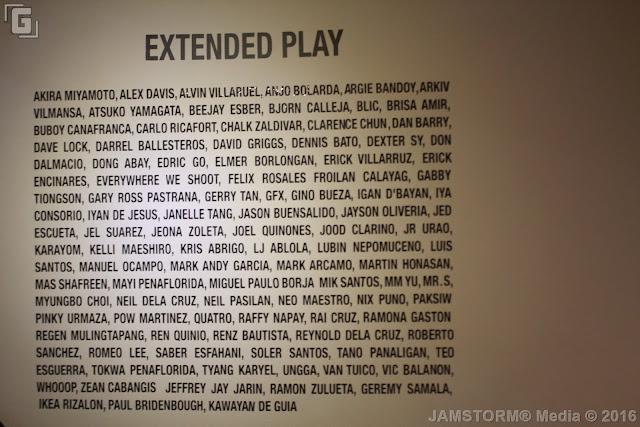 G
EXTENDED PLAY
AKIRA MIYAMOTO, ALEX DAVIS, ALVIN VILLARUEL, ANJO BOLARDA, ARGIE BANDOY, ARKIV
VILMANSA, ATSUKO YAMAGATA, BEEJAY ESBER, BJORN CALLEJA, BLIC, BRISA AMIR,
BUBOY CANAFRANCA, CARLO RICAFORT, CHALK ZALDIVAR, CLARENCE CHUN, DAN BARRY,
DAVE LOCK, DARREL BALLESTEROS, DAVID GRIGGS, DENNIS BATO, DEXTER SY, DON
DALMACIO, DONG ABAY, EDRIC GO, ELMER BORLONGAN, ERICK VILLARRUZ, ERICK
ENCINARES, EVERYWHERE WE SHOOT, FELIX ROSALES FROILAN CALAYAG, GABBY
TIONGSON, GARY ROSS PASTRANA, GERRY TAN, GFX, GINO BUEZA, IGAN D'BAYAN, IYA
CONSORIO, IYAN DE JESUS, JANELLE TANG, JASON BUENSALIDO, JAYSON OLIVERIA, JED
ESCUETA, JEL SUAREZ, JEONA ZOLETA, JOEL QUINONES, JOOD CLARINO, JR URAO,
KARAYOM, KELLI MAESHIRO, KRIS ABRIGO, LJ ABLOLA, LUBIN NEPOMUCENO, LUIS
SANTOS, MANUEL OCAMPO, MARK ANDY GARCIA, MARK ARCAMO, MARTIN HONASAN,
MAS SHAFREEN, MAYI PENAFLORIDA, MIGUEL PAULO BORJA MIK SANTOS, MM YU, MR.S,
MYUNGBO CHOI, NEIL DELA CRUZ, NEIL PASILAN, NEO MAESTRO, NIX PUNO, PAKSIW
PINKY URMAZA, POW MARTINEZ, QUATRO, RAFFY NAPAY, RAI CRUZ, RAMONA GASTON
REGEN MULINGTAPANG, REN QUINIO, RENZ BAUTISTA, REYNOLD DELA CRUZ, ROBERTO
SANCHEZ, ROMEO LEE, SABER ESFAHANI, SOLER SANTOS, TANO PANALIGAN, TEO
ESGUERRA, TOKWA PENAFLORIDA, TYANG KARYEL, UNGGA, VAN TUICO, VIC BALANON,
WHOOOP, ZEAN CABANGIS JEFFREY JAY JARIN, RAMON ZULUETA, GEREMY SAMALA,
IKEA RIZALON, PAUL BRIDENBOUGH, KAWAYAN DE GUIA
JAMSTORM® Media © 2016